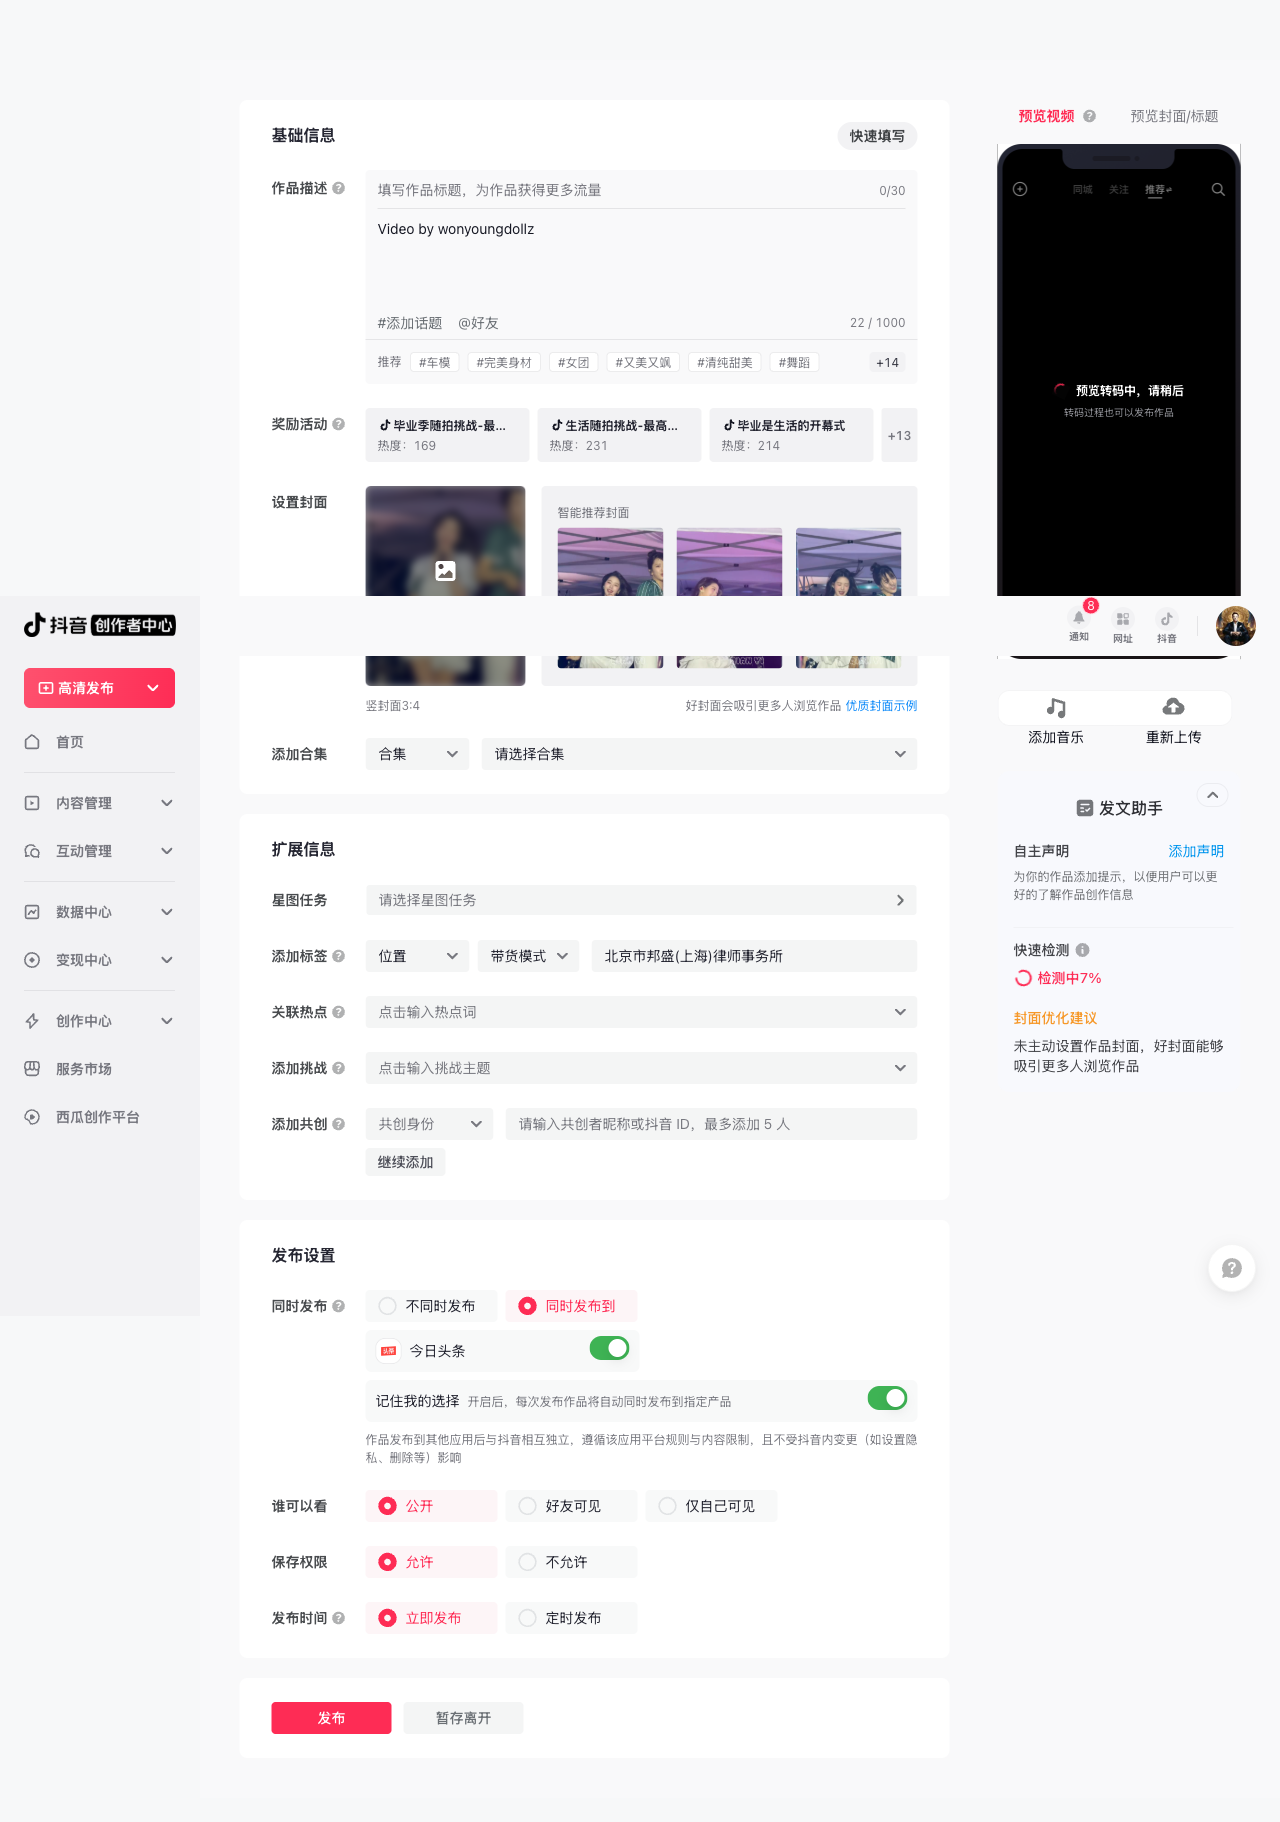 基础信息
快速填写
作品描述
填写作品标题，为作品获得更多流量
0/30
Video by wonyoungdollz
#添加话题 @好友
22 / 1000
推荐 #车模 #完美身材 #女团 #又美又飒 #清纯甜美 #舞蹈 +14
奖励活动
毕业季随拍挑战-最...
热度：169
生活随拍挑战-最高...
热度：231
毕业是生活的开幕式
热度：214
+13
设置封面
智能推荐封面
竖封面3:4
好封面会吸引更多人浏览作品 优质封面示例
添加合集
合集
请选择合集
扩展信息
星图任务
请选择星图任务
添加标签
位置
带货模式
北京市邦盛(上海)律师事务所
关联热点
点击输入热点词
添加挑战
点击输入挑战主题
添加共创
共创身份
请输入共创者昵称或抖音 ID，最多添加 5 人
继续添加
发布设置
同时发布
不同时发布
同时发布到
头条
今日头条
记住我的选择 开启后，每次发布作品将自动同时发布到指定产品
作品发布到其他应用后与抖音相互独立，遵循该应用平台规则与内容限制，且不受抖音内变更（如设置隐
私、删除等）影响
谁可以看
公开
好友可见
仅自己可见
保存权限
允许
不允许
发布时间
立即发布
定时发布
发布
暂存离开
抖音 创作者中心
高清发布
首页
内容管理
互动管理
数据中心
变现中心
创作中心
服务市场
西瓜创作平台
预览视频
预览封面/标题
同城 关注 推荐
预览转码中，请稍后
转码过程也可以发布作品
8
通知
网址
抖音
添加音乐
重新上传
发文助手
自主声明
添加声明
为你的作品添加提示，以便用户可以更
好的了解作品创作信息
快速检测
检测中7%
封面优化建议
未主动设置作品封面，好封面能够
吸引更多人浏览作品